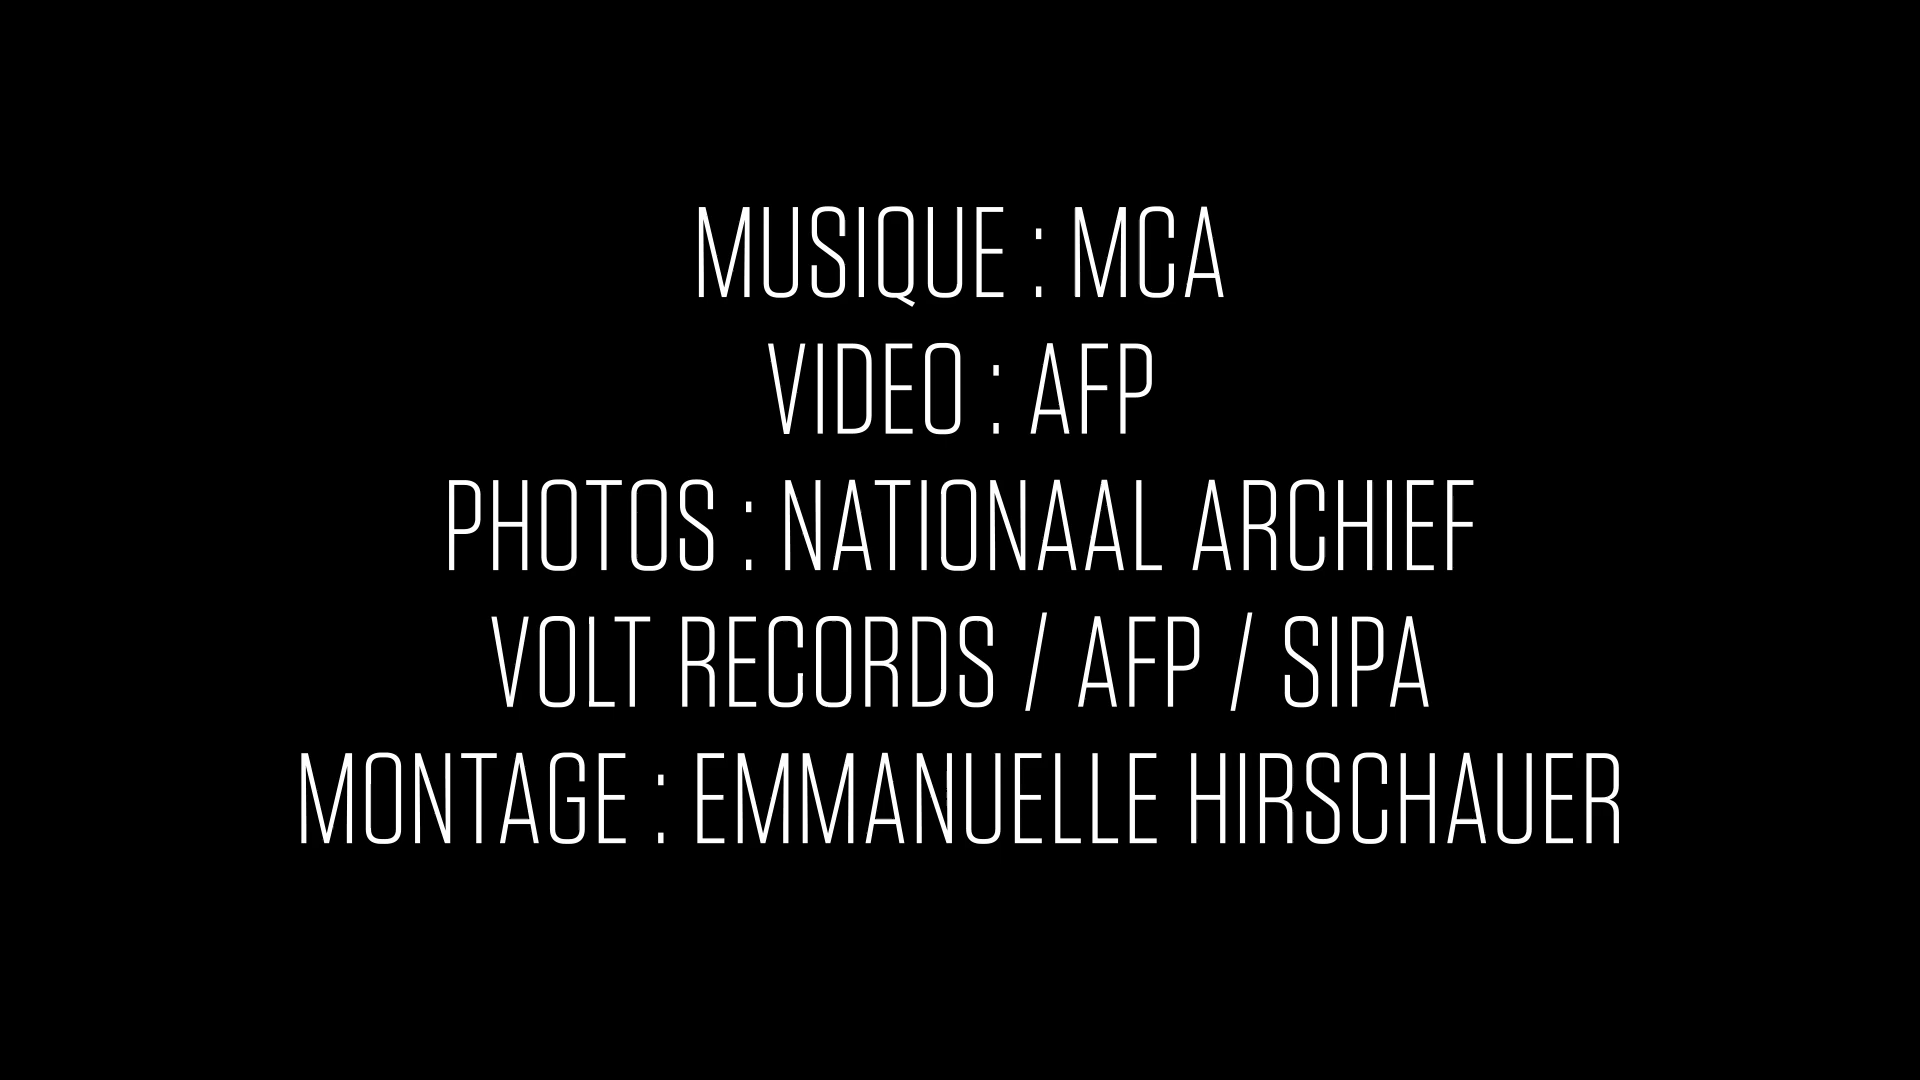 MUSIQUE : MCA
VIDEO : AFP
PHOTOS : NATIONAAL ARCHIEF
VOLT RECORDS / AFP / SIPA
MONTAGE : EMMANUELLE HIRSCHAUER